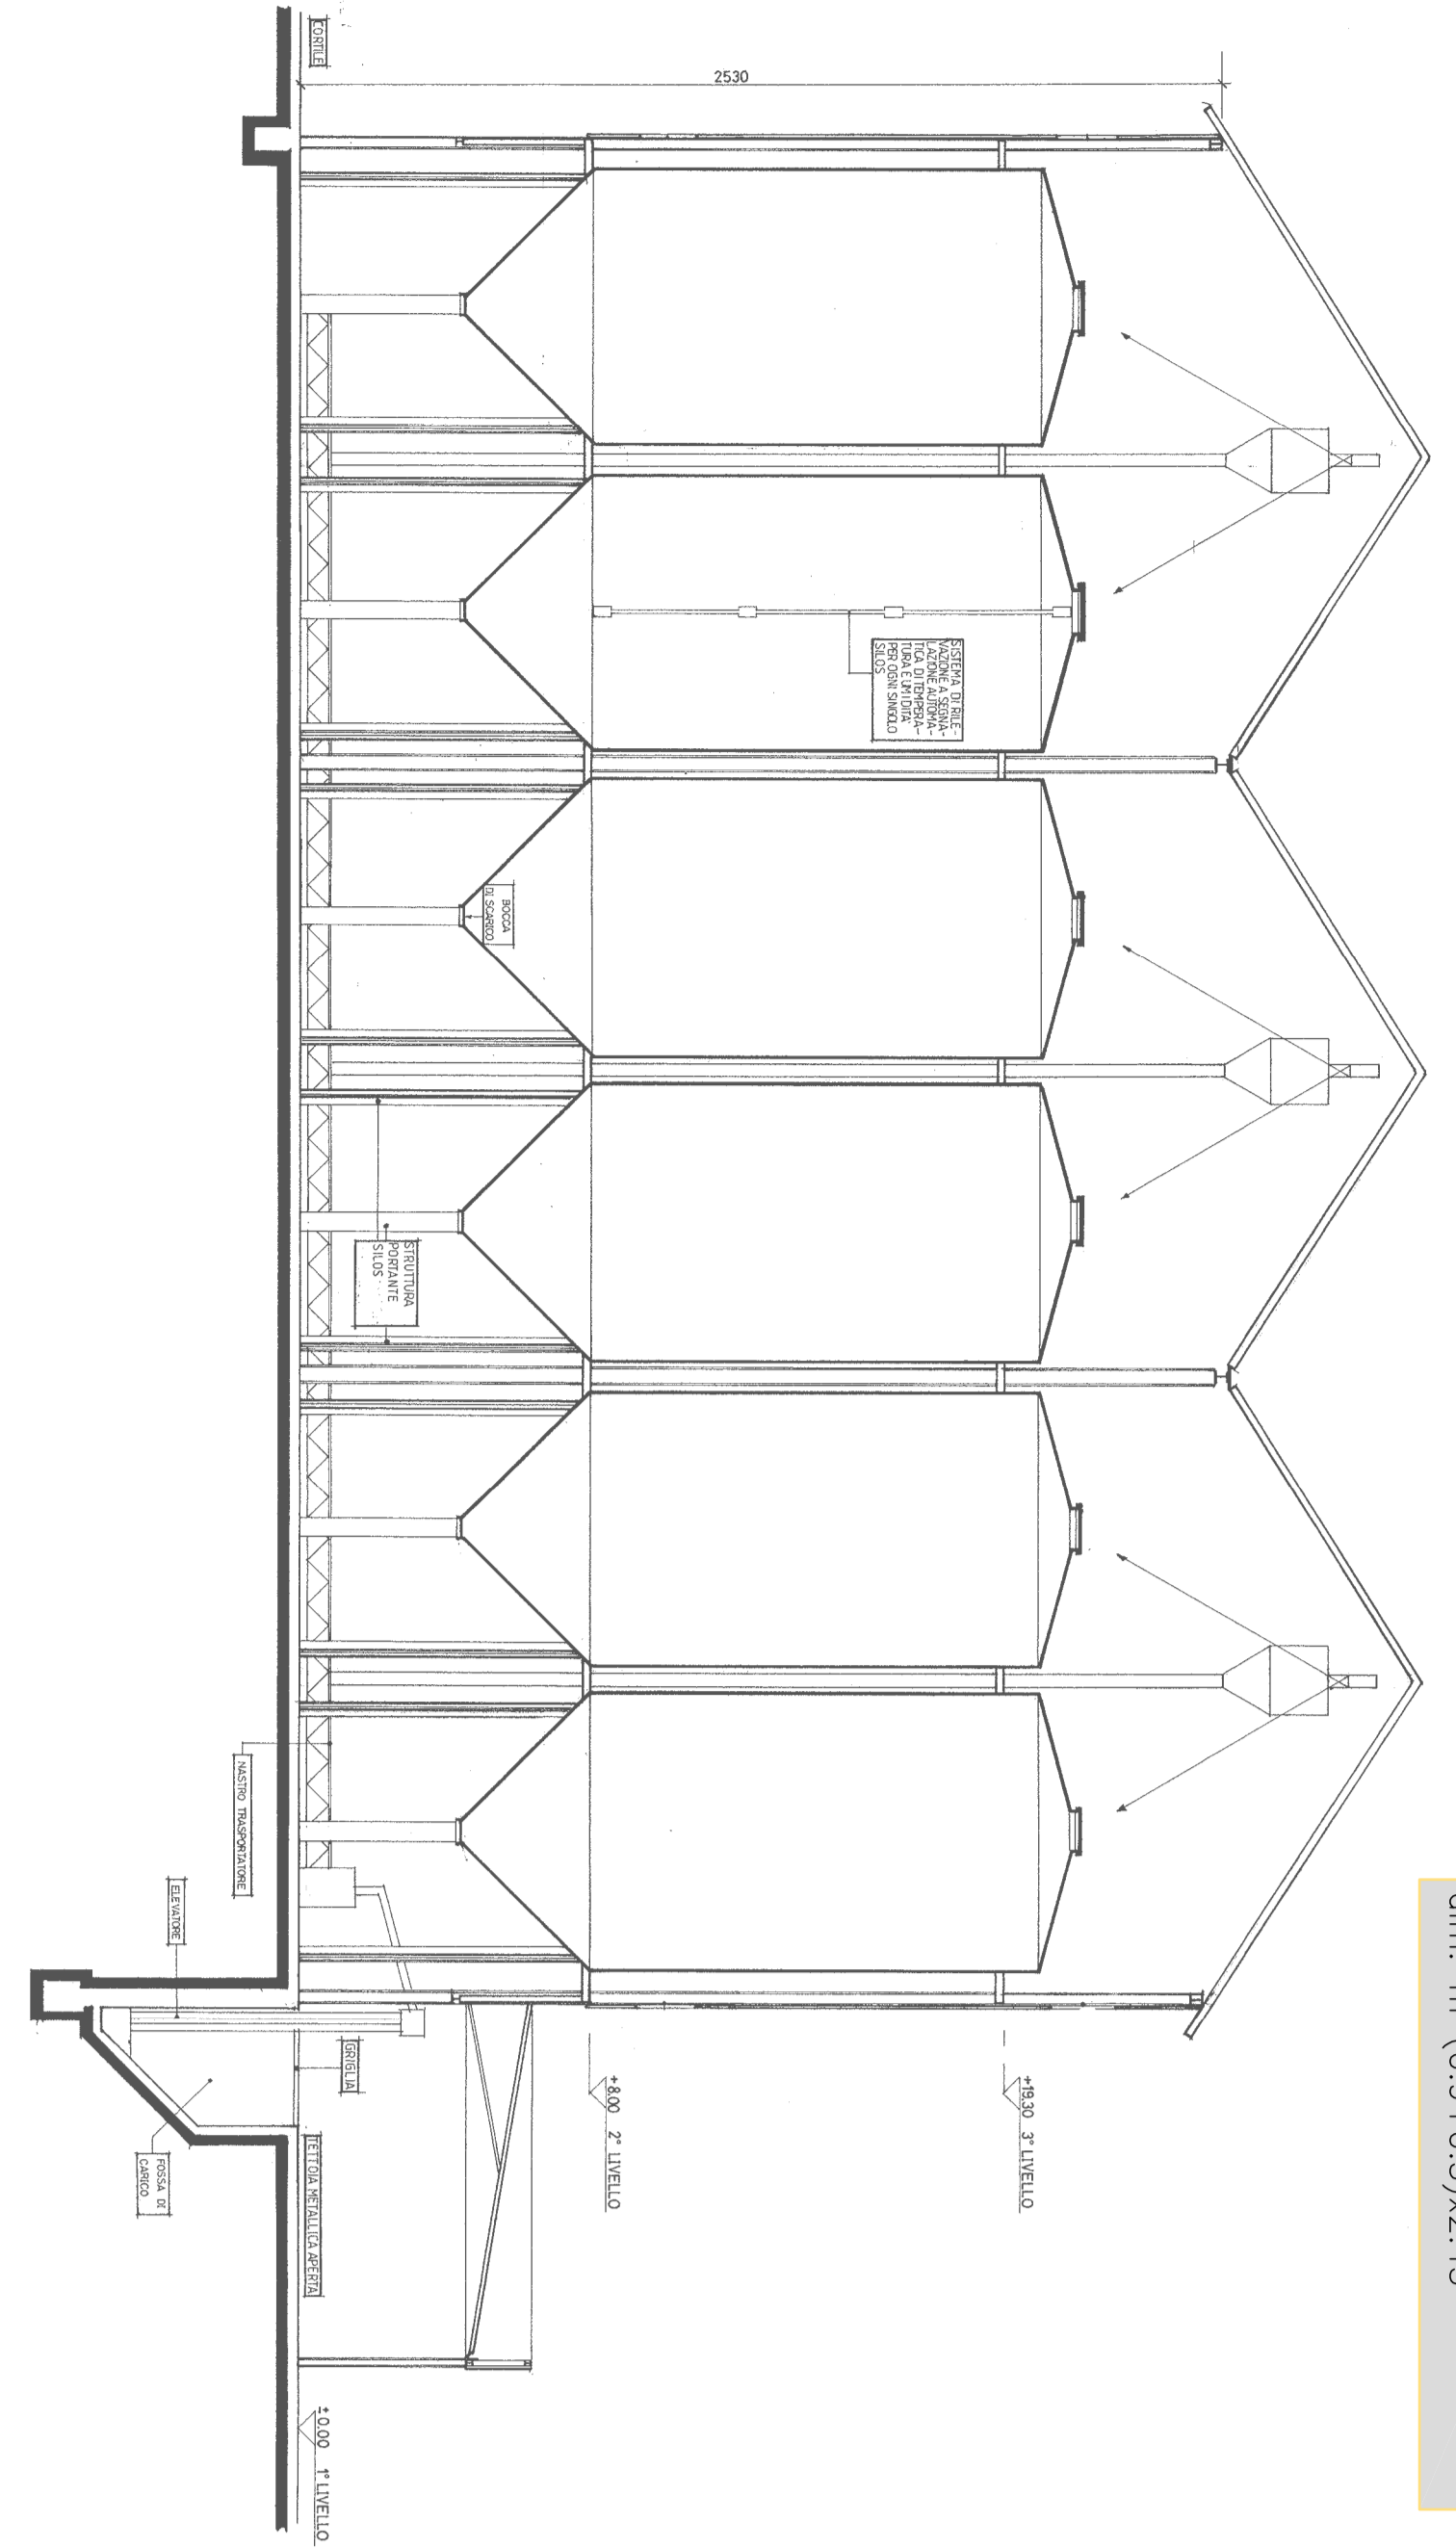 CORTILE
2530
SISTEMA DI RILE-
VAZIONE A SEGNA-
LAZIONE AUTOMA-
TICA DI TEMPERA-
TURA E UMIDITA'
PER OGNI SINGOLO
SILOS
BOCCA
DI SCARICO
STRUTTURA
PORTANTE
SILOS
NASTRO TRASPORTATORE
ELEVATORE
GRIGLIA
FOSSA DI
CARICO
TETTOIA METALLICA APERTA
+19.30 3° LIVELLO
+8.00 2° LIVELLO
±0.00 1° LIVELLO